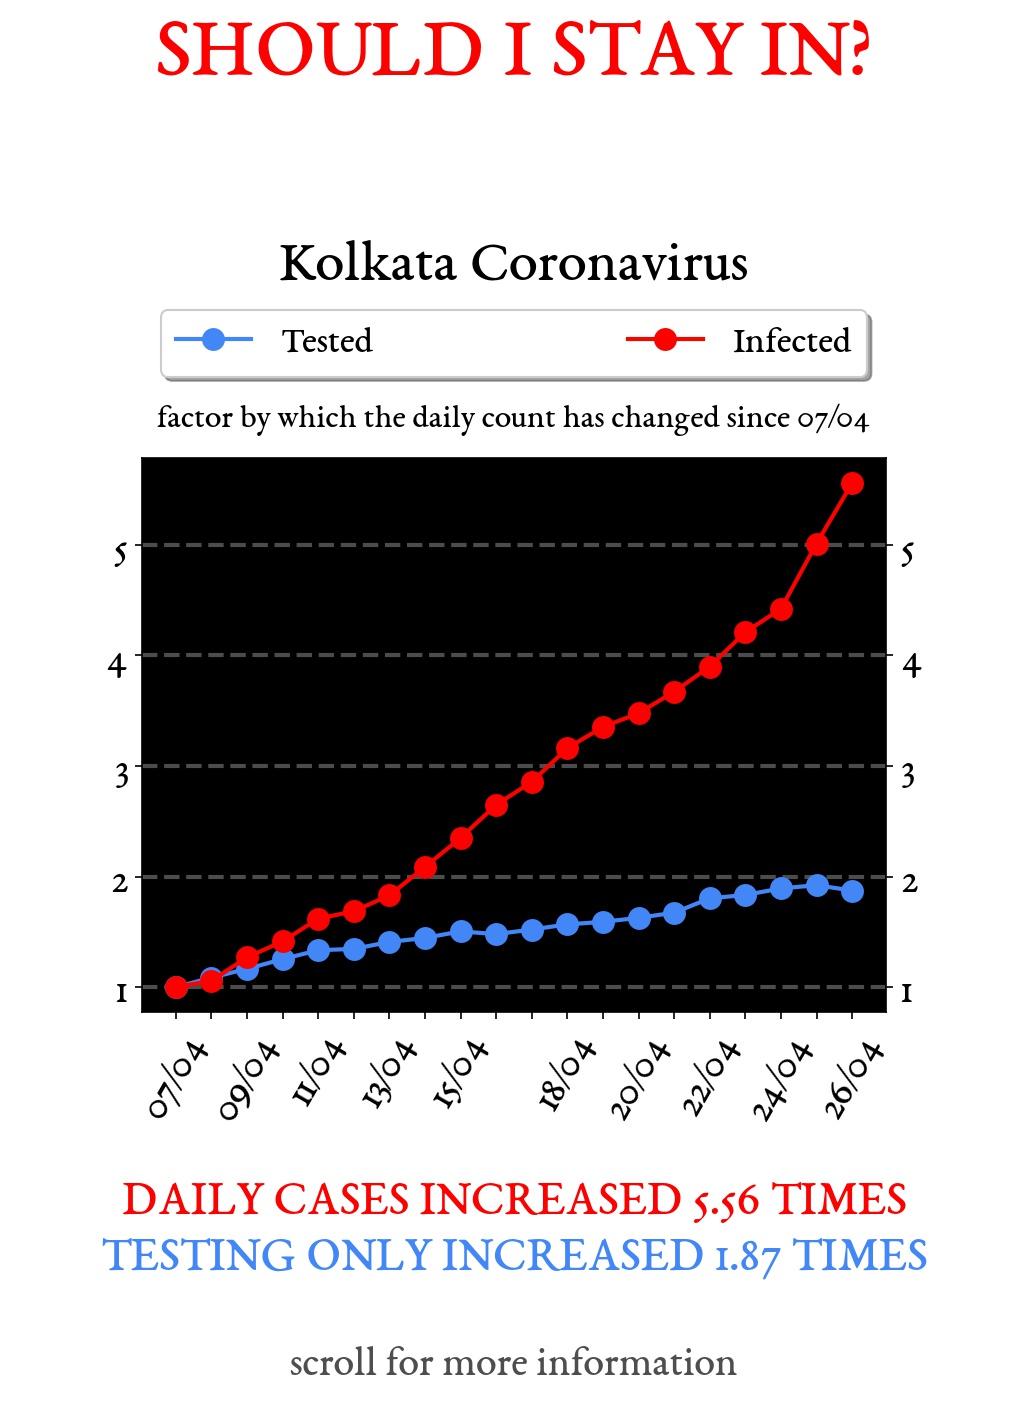 SHOULD I STAY IN?
Kolkata Coronavirus
Tested Infected
factor by which the daily count has changed since 07/04
5 5
4 4
3 3
2 2
1 1
07/04 09/04 11/04 13/04 15/04 18/04 20/04 22/04 24/04 26/04
DAILY CASES INCREASED 5.56 TIMES
TESTING ONLY INCREASED 1.87 TIMES
scroll for more information